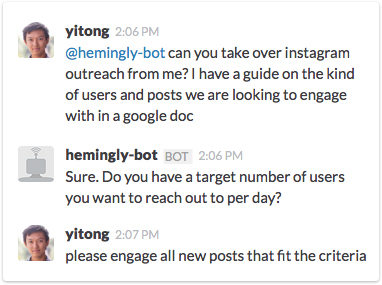 yitong 2:06 PM
@hemingly-bot can you take over instagram
outreach from me? I have a guide on the kind
of users and posts we are looking to engage
with in a google doc
hemingly-bot BOT 2:06 PM
Sure. Do you have a target number of users
you want to reach out to per day?
yitong 2:07 PM
please engage all new posts that fit the criteria